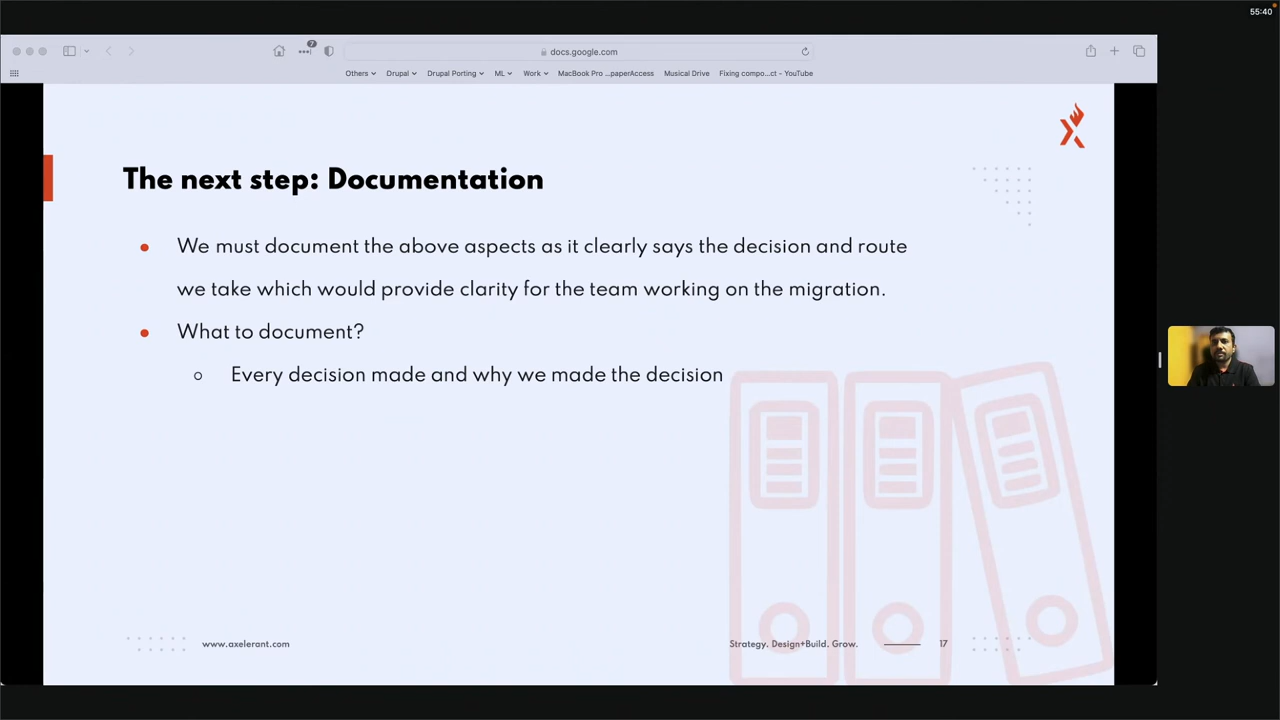 55:40
7
docs.google.com
Others Drupal Drupal Porting ML Work MacBook Pro ...paperAccess Musical Drive Fixing compo...ct - YouTube
The next step: Documentation
We must document the above aspects as it clearly says the decision and route
we take which would provide clarity for the team working on the migration.
What to document?
Every decision made and why we made the decision
www.axelerant.com
Strategy. Design+Build. Grow.
17